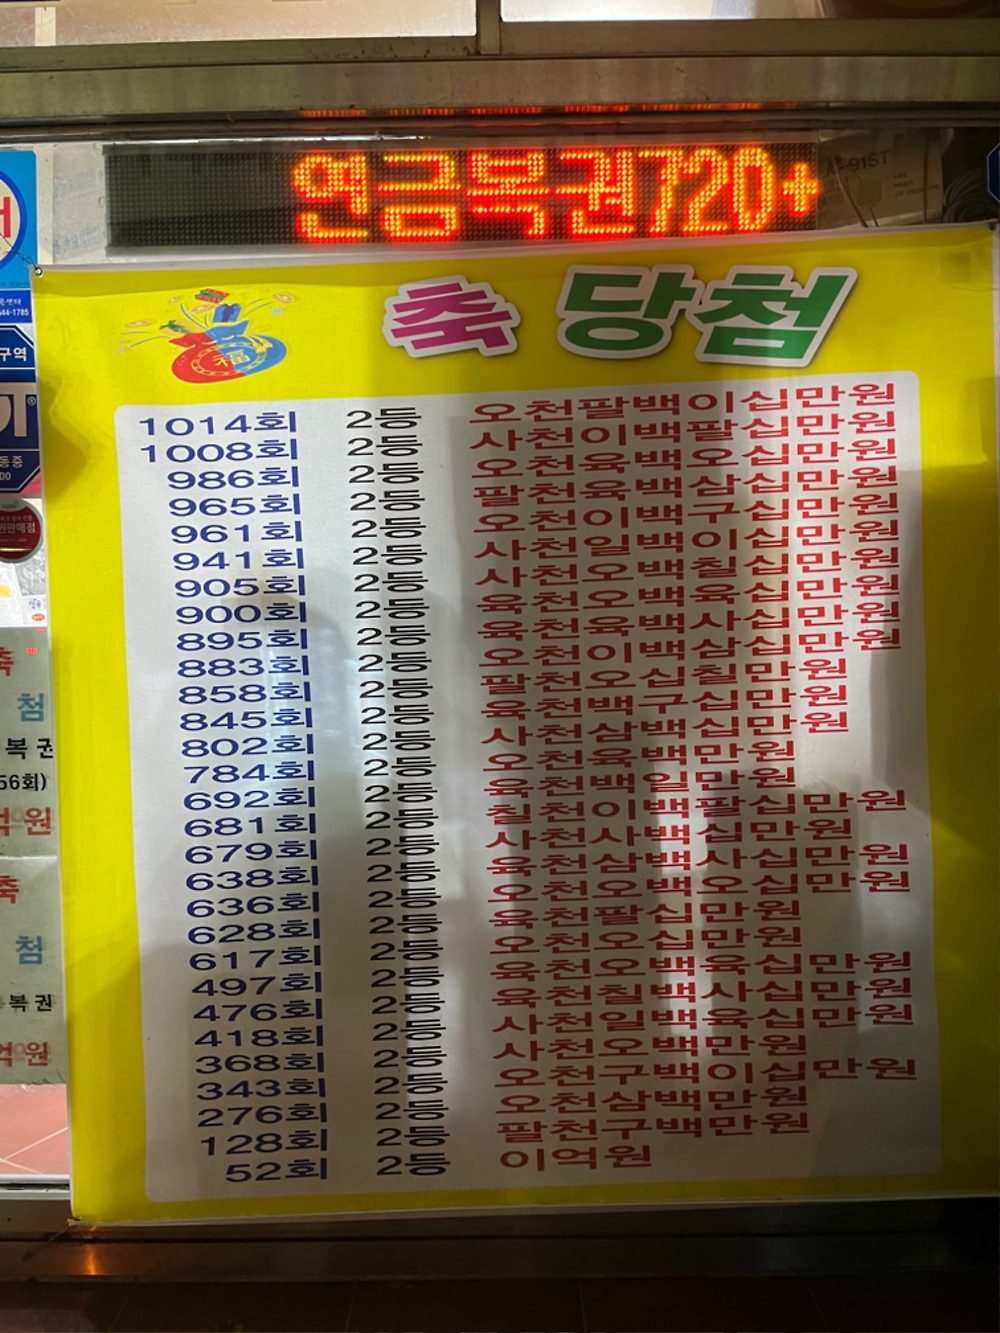 연금복권720+
축 당첨
福
1014회 2등 오천팔백이십만원
1008회 2등 사천이백팔십만원
986회 2등 오천육백오십만원
965회 2등 팔천육백삼십만원
961회 2등 오천이백구십만원
941회 2등 사천일백이십만원
905회 2등 사천오백칠십만원
900회 2등 육천오백육십만원
895회 2등 육천육백사십만원
883회 2등 오천이백삼십만원
858회 2등 팔천오십칠만원
845회 2등 육천백구십만원
802회 2등 사천삼백십만원
784회 2등 오천육백만원
692회 2등 육천백일만원
681회 2등 칠천이백팔십만원
679회 2등 사천사백십만원
638회 2등 육천삼백사십만원
636회 2등 오천오백오십만원
628회 2등 육천팔십만원
617회 2등 오천오십만원
497회 2등 육천오백육십만원
476회 2등 육천칠백사십만원
418회 2등 사천일백육십만원
368회 2등 사천오백만원
343회 2등 오천구백이십만원
276회 2등 오천삼백만원
128회 2등 팔천구백만원
52회 2등 이억원
구역
축
첨
복권
56회)
억원
축
첨
복권
억원